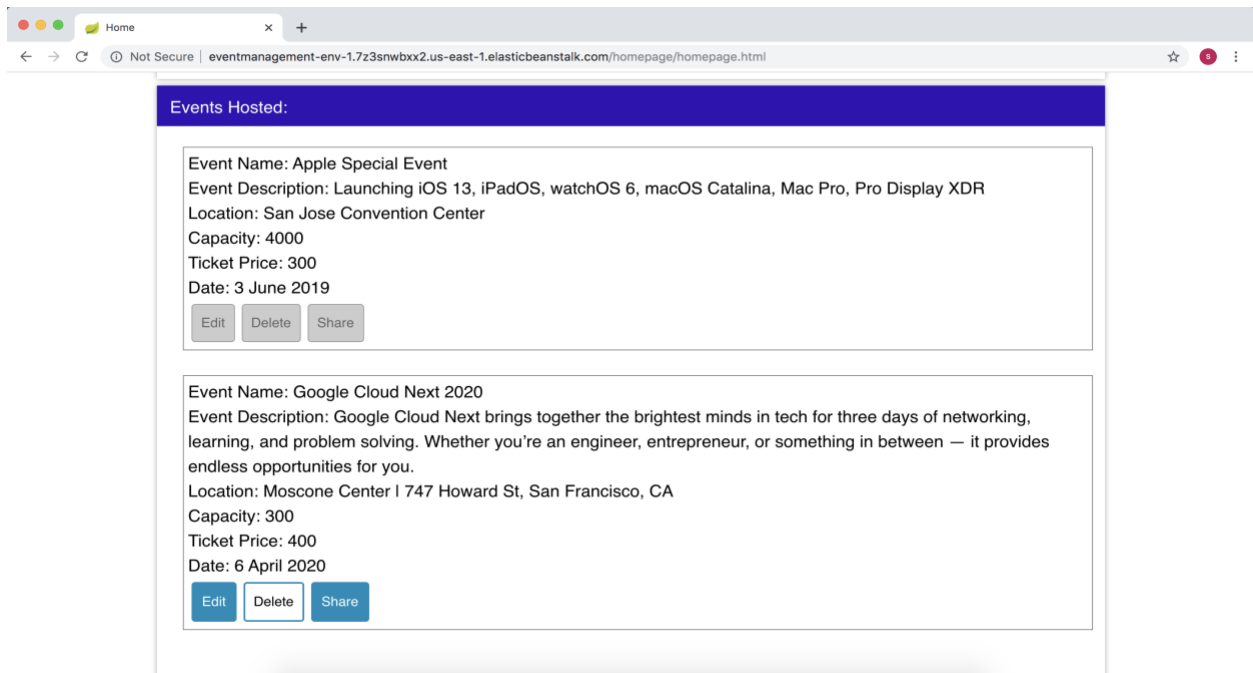 Home
Not Secure | eventmanagement-env-1.7z3snwbxx2.us-east-1.elasticbeanstalk.com/homepage/homepage.html
s
Events Hosted:
Event Name: Apple Special Event
Event Description: Launching iOS 13, iPadOS, watchOS 6, macOS Catalina, Mac Pro, Pro Display XDR
Location: San Jose Convention Center
Capacity: 4000
Ticket Price: 300
Date: 3 June 2019
Edit Delete Share
Event Name: Google Cloud Next 2020
Event Description: Google Cloud Next brings together the brightest minds in tech for three days of networking,
learning, and problem solving. Whether you’re an engineer, entrepreneur, or something in between — it provides
endless opportunities for you.
Location: Moscone Center | 747 Howard St, San Francisco, CA
Capacity: 300
Ticket Price: 400
Date: 6 April 2020
Edit Delete Share